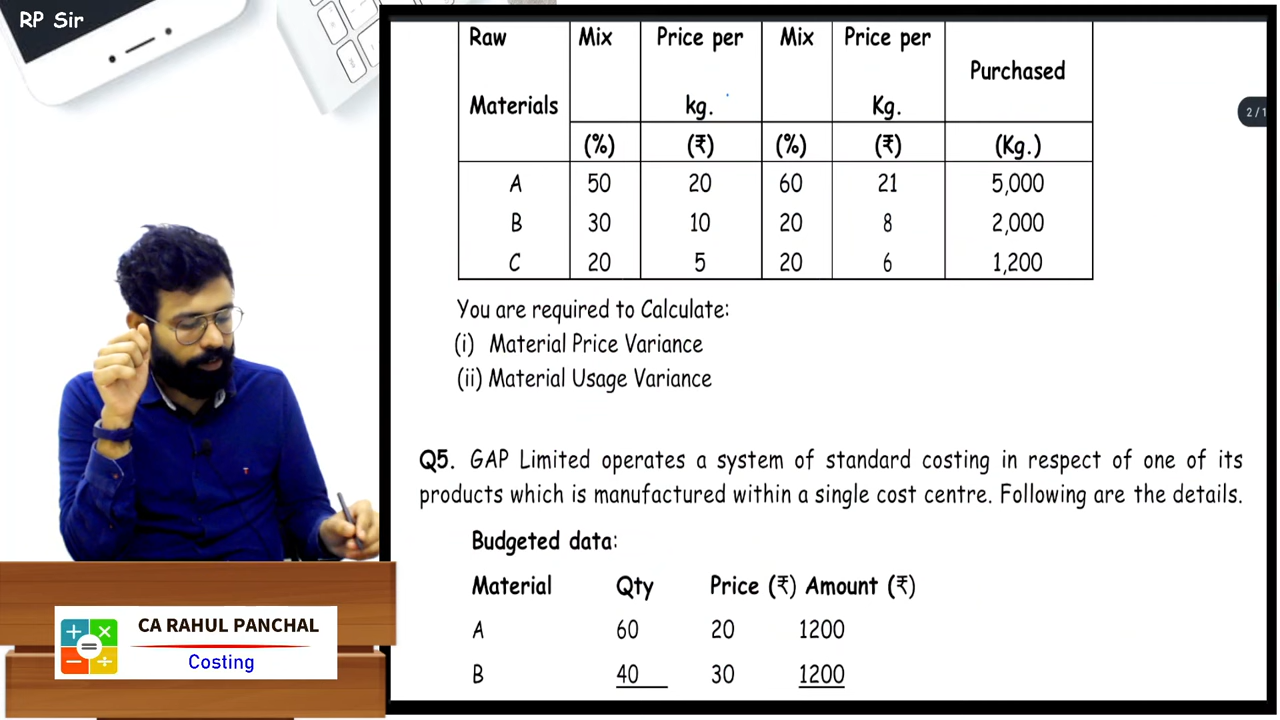 RP Sir
Raw Mix Price per Mix Price per
Purchased
Materials kg. Kg.
(%) (₹) (%) (₹) (Kg.)
A 50 20 60 21 5,000
B 30 10 20 8 2,000
C 20 5 20 6 1,200
You are required to Calculate:
(i) Material Price Variance
(ii) Material Usage Variance
Q5. GAP Limited operates a system of standard costing in respect of one of its
products which is manufactured within a single cost centre. Following are the details.
Budgeted data:
Material Qty Price (₹) Amount (₹)
A 60 20 1200
B 40 30 1200
CA RAHUL PANCHAL
Costing
2/1